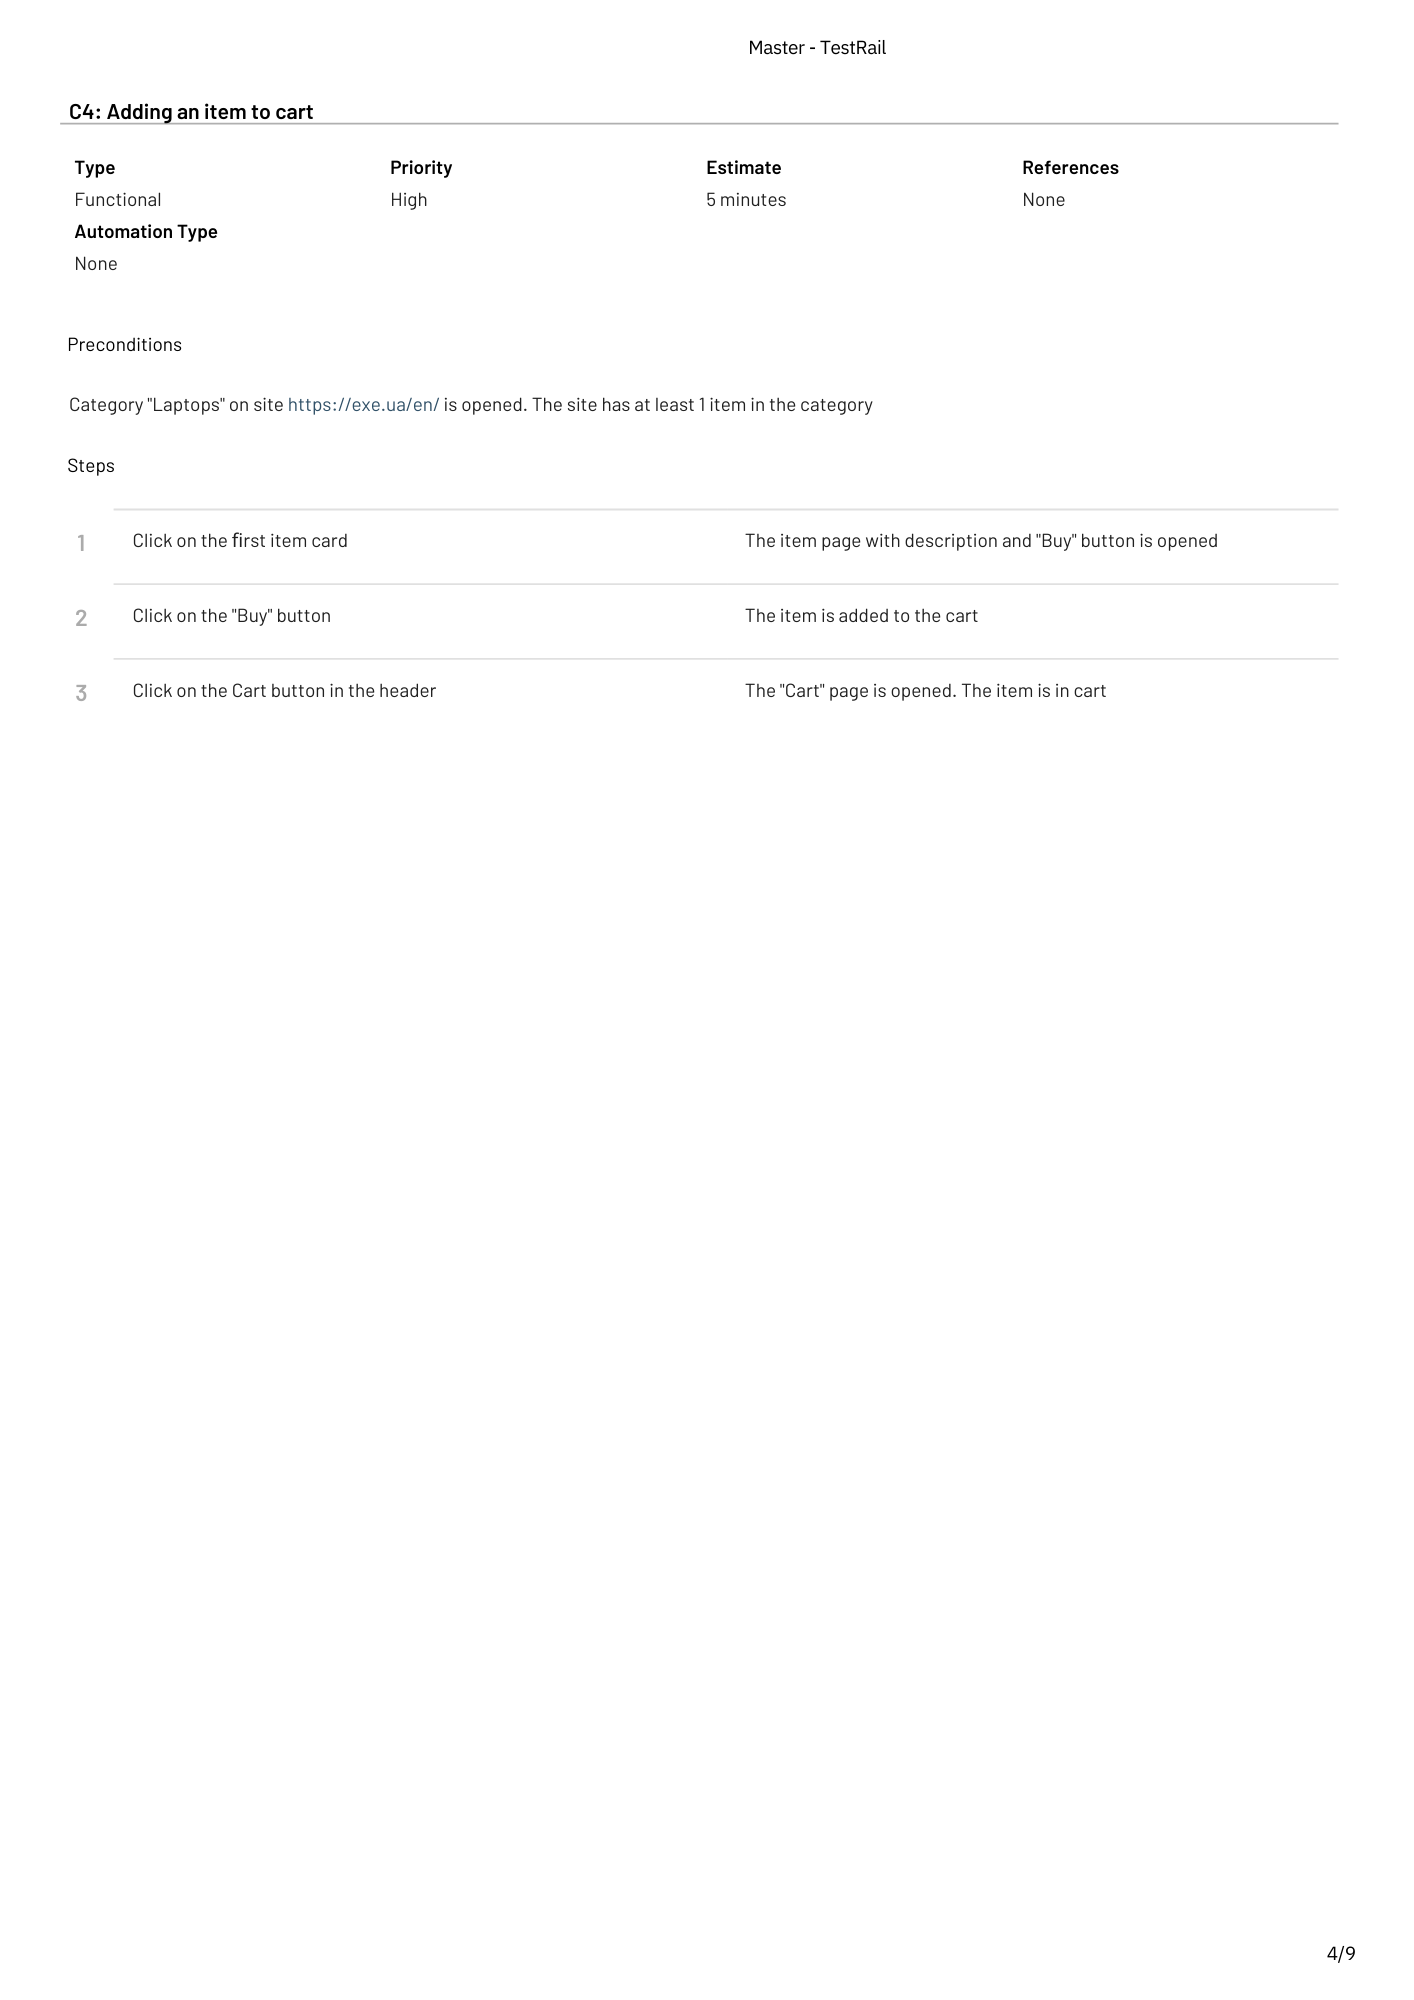 Master - TestRail
C4: Adding an item to cart
Type Priority Estimate References
Functional High 5 minutes None
Automation Type
None
Preconditions
Category "Laptops" on site https://exe.ua/en/ is opened. The site has at least 1 item in the category
Steps
1 Click on the first item card The item page with description and "Buy" button is opened
2 Click on the "Buy" button The item is added to the cart
3 Click on the Cart button in the header The "Cart" page is opened. The item is in cart
4/9